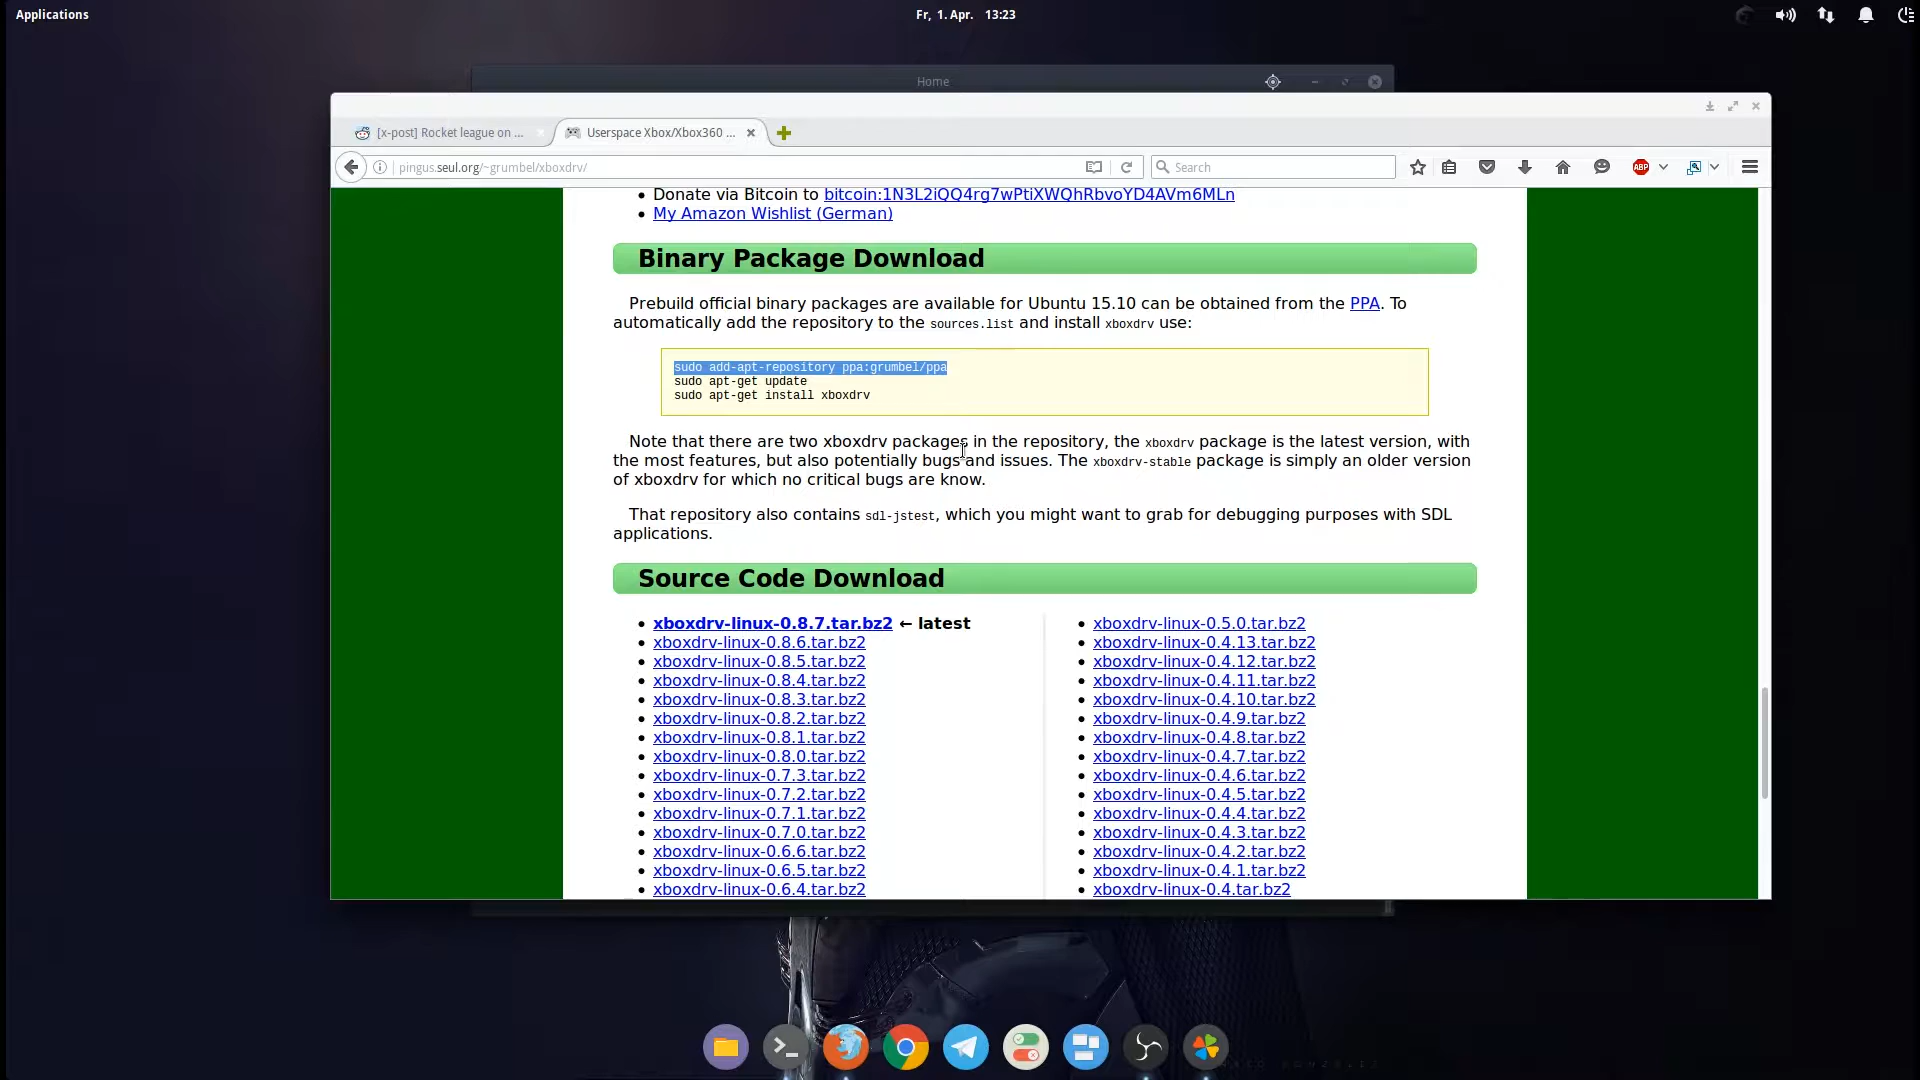 Applications
Fr, 1. Apr. 13:23
Home
[x-post] Rocket league on ...
Userspace Xbox/Xbox360 ...
pingus.seul.org/~grumbel/xboxdrv/
Search
ABP
• Donate via Bitcoin to bitcoin:1N3L2iQQ4rg7wPtiXWQhRbvoYD4AVm6MLn
• My Amazon Wishlist (German)
Binary Package Download
Prebuild official binary packages are available for Ubuntu 15.10 can be obtained from the PPA. To
automatically add the repository to the sources.list and install xboxdrv use:
sudo add-apt-repository ppa:grumbel/ppa
sudo apt-get update
sudo apt-get install xboxdrv
Note that there are two xboxdrv packages in the repository, the xboxdrv package is the latest version, with
the most features, but also potentially bugs and issues. The xboxdrv-stable package is simply an older version
of xboxdrv for which no critical bugs are know.
That repository also contains sdl-jstest, which you might want to grab for debugging purposes with SDL
applications.
Source Code Download
• xboxdrv-linux-0.8.7.tar.bz2 ← latest
• xboxdrv-linux-0.8.6.tar.bz2
• xboxdrv-linux-0.8.5.tar.bz2
• xboxdrv-linux-0.8.4.tar.bz2
• xboxdrv-linux-0.8.3.tar.bz2
• xboxdrv-linux-0.8.2.tar.bz2
• xboxdrv-linux-0.8.1.tar.bz2
• xboxdrv-linux-0.8.0.tar.bz2
• xboxdrv-linux-0.7.3.tar.bz2
• xboxdrv-linux-0.7.2.tar.bz2
• xboxdrv-linux-0.7.1.tar.bz2
• xboxdrv-linux-0.7.0.tar.bz2
• xboxdrv-linux-0.6.6.tar.bz2
• xboxdrv-linux-0.6.5.tar.bz2
• xboxdrv-linux-0.6.4.tar.bz2
• xboxdrv-linux-0.5.0.tar.bz2
• xboxdrv-linux-0.4.13.tar.bz2
• xboxdrv-linux-0.4.12.tar.bz2
• xboxdrv-linux-0.4.11.tar.bz2
• xboxdrv-linux-0.4.10.tar.bz2
• xboxdrv-linux-0.4.9.tar.bz2
• xboxdrv-linux-0.4.8.tar.bz2
• xboxdrv-linux-0.4.7.tar.bz2
• xboxdrv-linux-0.4.6.tar.bz2
• xboxdrv-linux-0.4.5.tar.bz2
• xboxdrv-linux-0.4.4.tar.bz2
• xboxdrv-linux-0.4.3.tar.bz2
• xboxdrv-linux-0.4.2.tar.bz2
• xboxdrv-linux-0.4.1.tar.bz2
• xboxdrv-linux-0.4.tar.bz2